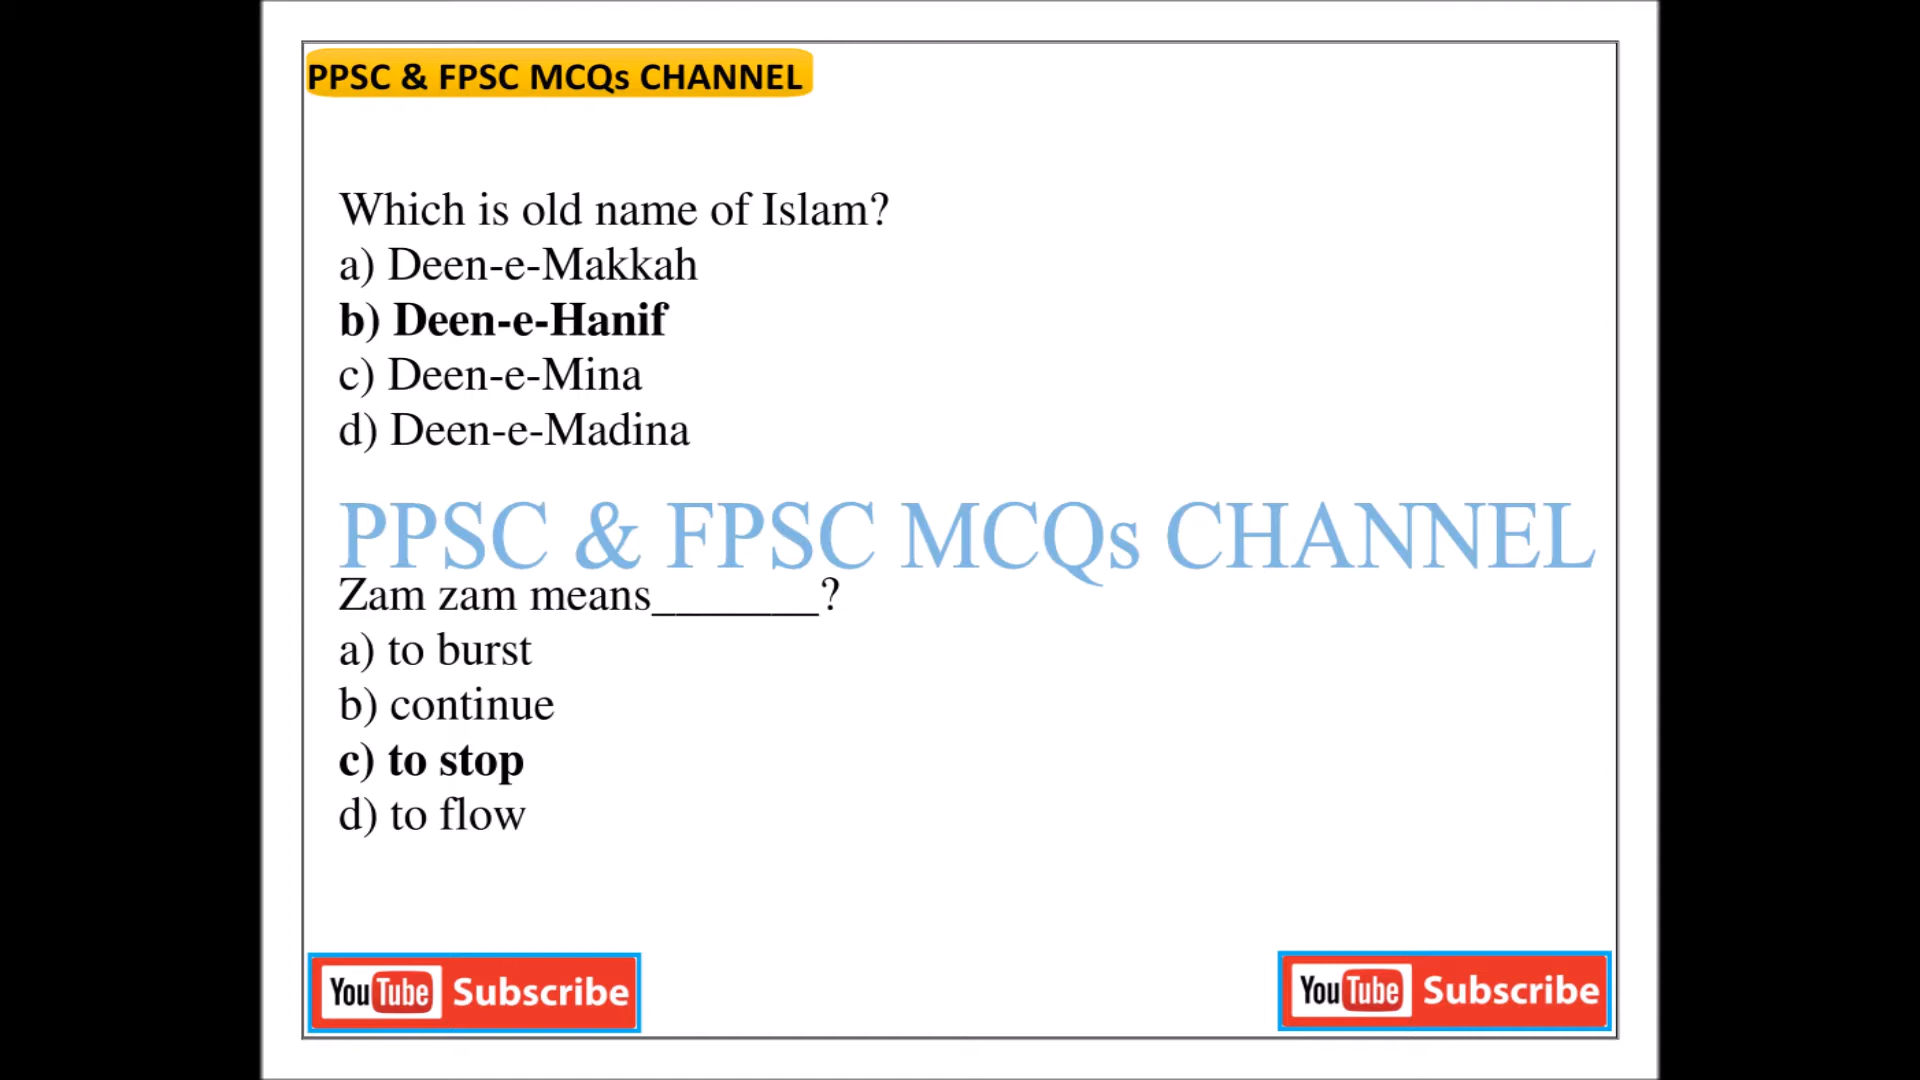 PPSC & FPSC MCQs CHANNEL
Which is old name of Islam?
a) Deen-e-Makkah
b) Deen-e-Hanif
c) Deen-e-Mina
d) Deen-e-Madina
PPSC & FPSC MCQs CHANNEL
Zam zam means_______?
a) to burst
b) continue
c) to stop
d) to flow
YouTube Subscribe
YouTube Subscribe